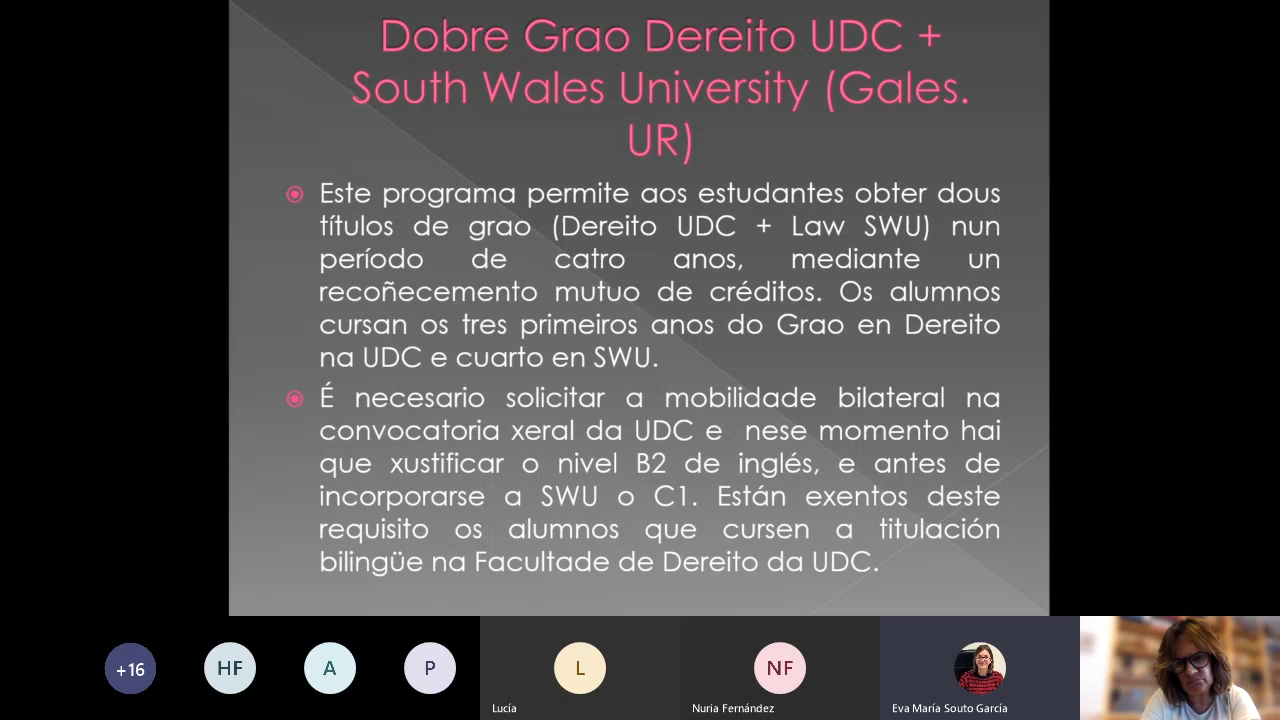 Dobre Grao Dereito UDC +
South Wales University (Gales.
UR)
Este programa permite aos estudantes obter dous
títulos de grao (Dereito UDC + Law SWU) nun
período de catro anos, mediante un
recoñecemento mutuo de créditos. Os alumnos
cursan os tres primeiros anos do Grao en Dereito
na UDC e cuarto en SWU.
É necesario solicitar a mobilidade bilateral na
convocatoria xeral da UDC e nese momento hai
que xustificar o nivel B2 de inglés, e antes de
incorporarse a SWU o C1. Están exentos deste
requisito os alumnos que cursen a titulación
bilingüe na Facultade de Dereito da UDC.
+16 HF A P L NF
Lucía Nuria Fernández Eva María Souto García